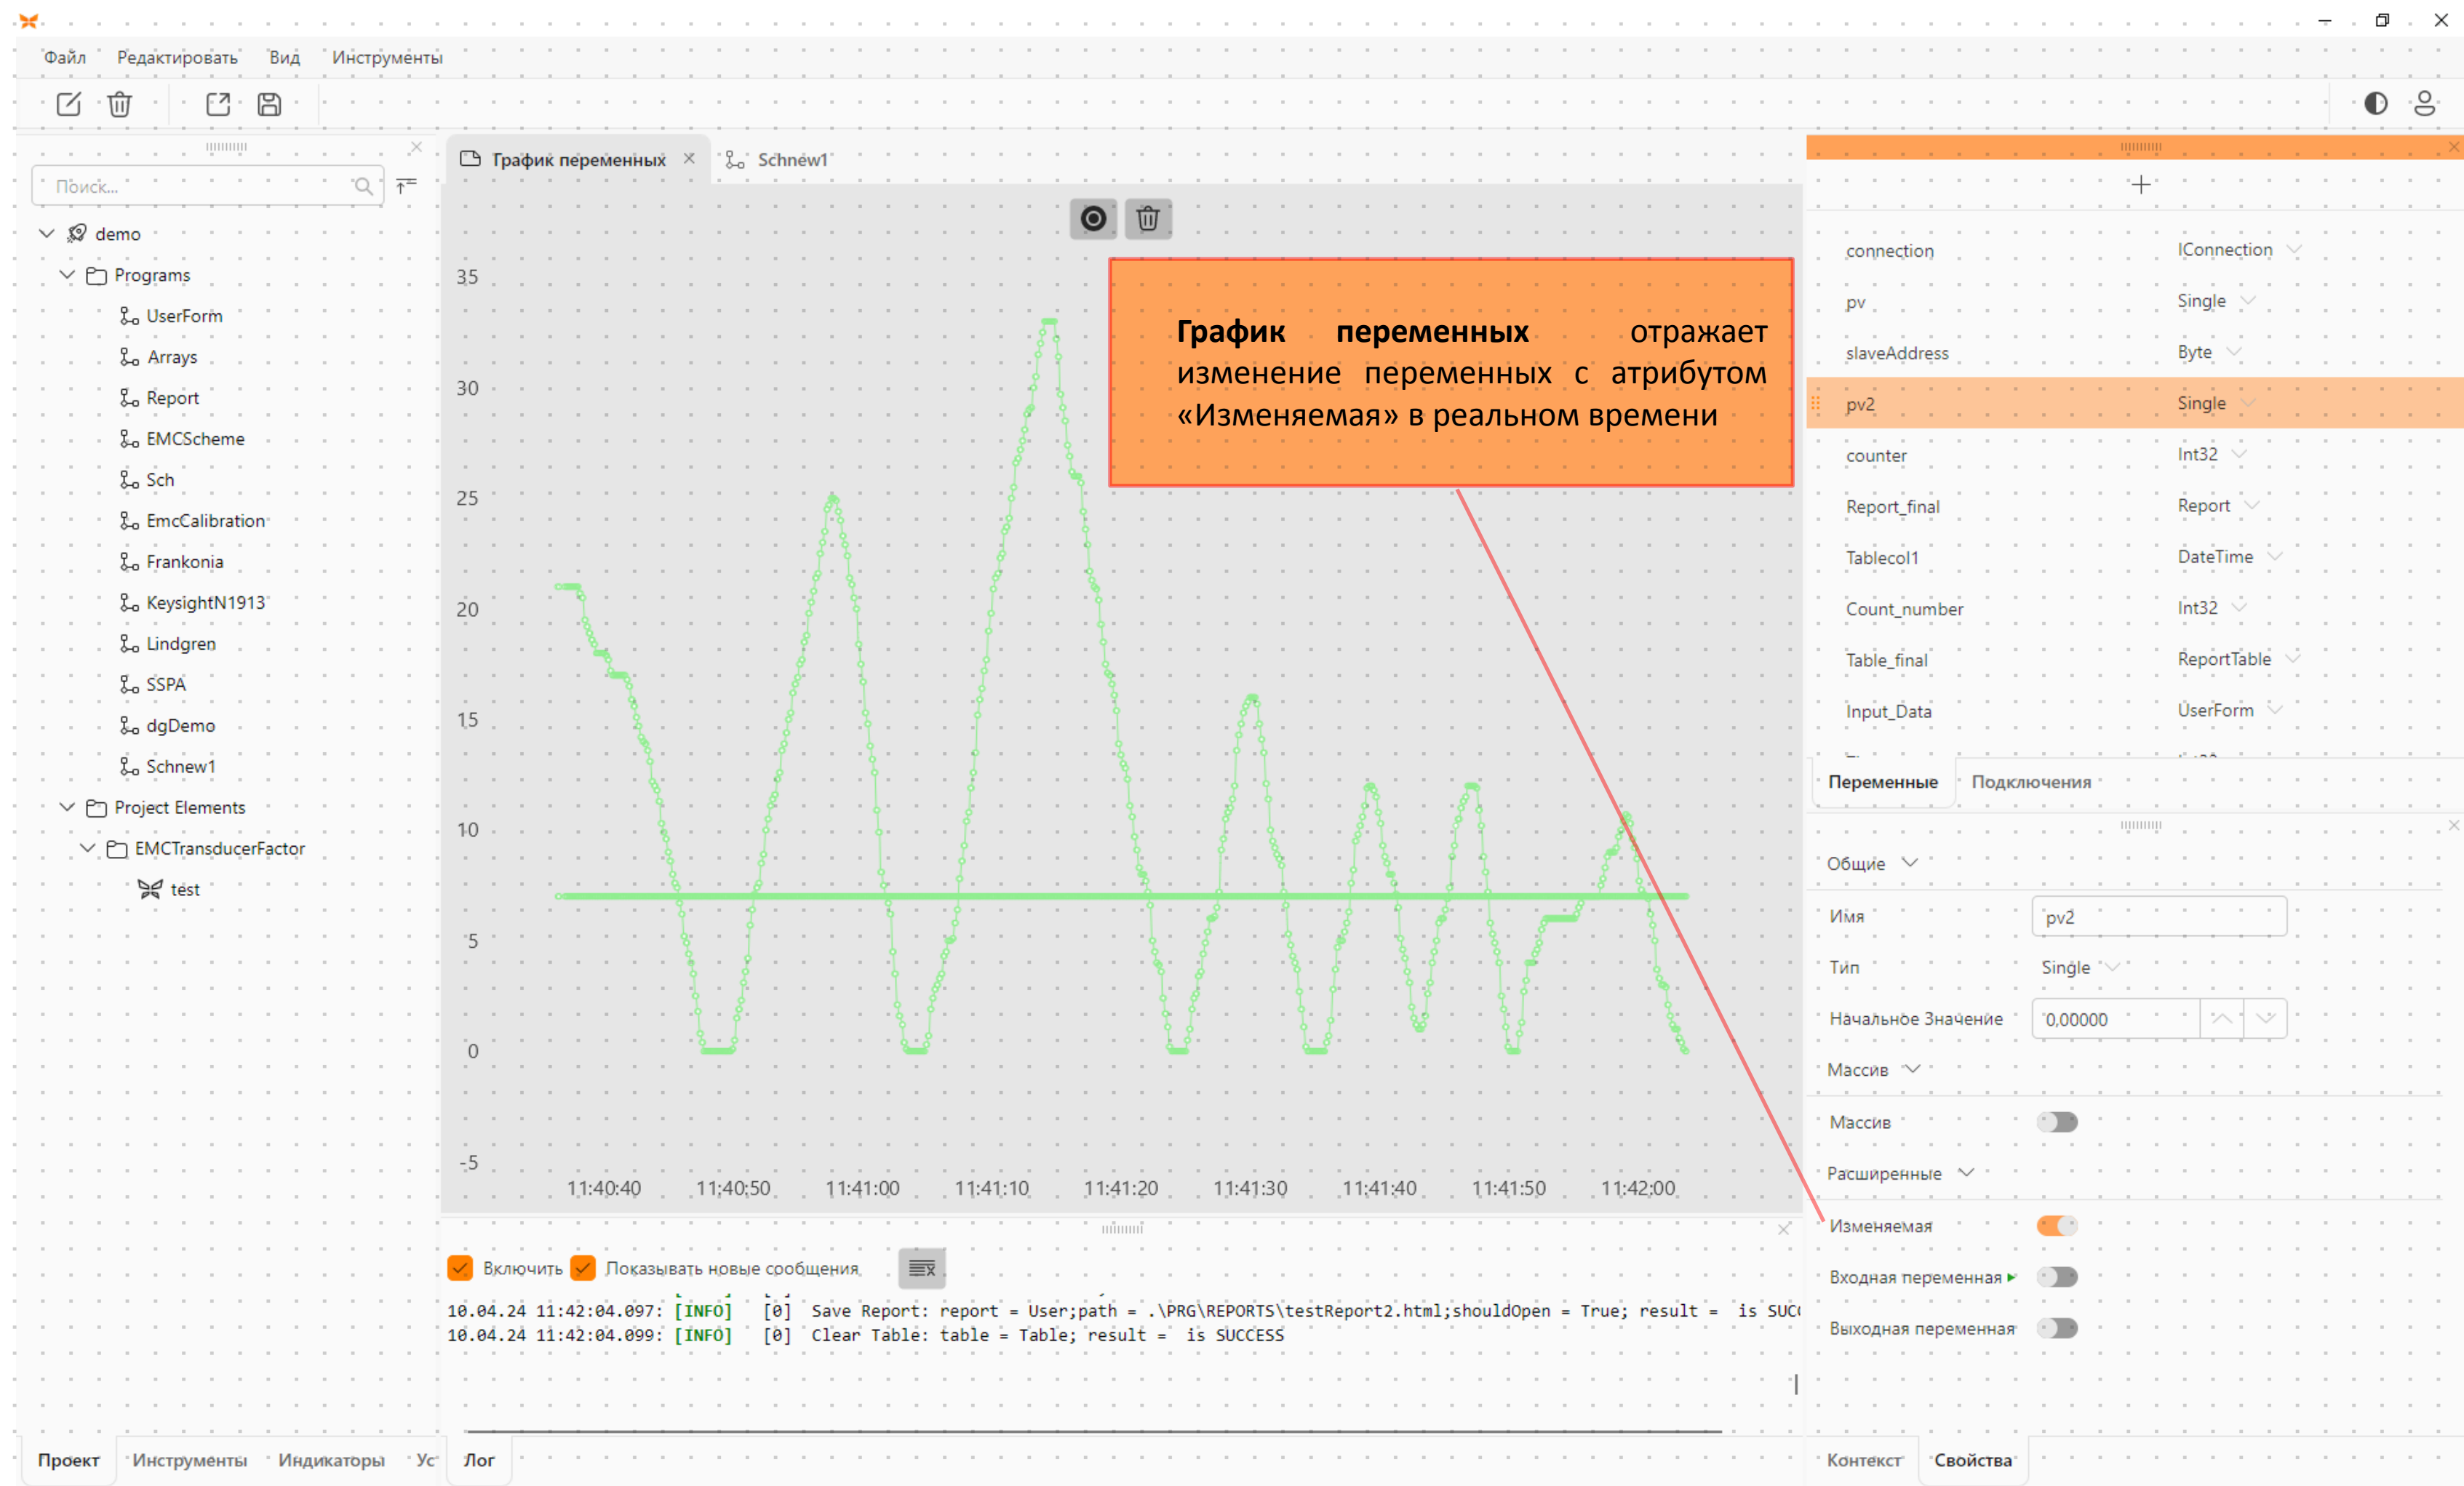 Файл Редактировать Вид Инструменты
Поиск...
demo
Programs
UserForm
Arrays
Report
EMCScheme
Sch
EmcCalibration
Frankonia
KeysightN1913
Lindgren
SSPA
dgDemo
Schnew1
Project Elements
EMCTransducerFactor
test
Проект Инструменты Индикаторы Ус
График переменных Schnew1
35
30
25
20
15
10
5
0
-5
11:40:40 11:40:50 11:41:00 11:41:10 11:41:20 11:41:30 11:41:40 11:41:50 11:42:00
График переменных отражает
изменение переменных с атрибутом
«Изменяемая» в реальном времени
Включить Показывать новые сообщения
10.04.24 11:42:04.097: [INFO] [0] Save Report: report = User;path = .\PRG\REPORTS\testReport2.html;shouldOpen = True; result = is SUC
10.04.24 11:42:04.099: [INFO] [0] Clear Table: table = Table; result = is SUCCESS
Лог
connection IConnection
pv Single
slaveAddress Byte
pv2 Single
counter Int32
Report_final Report
Tablecol1 DateTime
Count_number Int32
Table_final ReportTable
Input_Data UserForm
Переменные Подключения
Общие
Имя pv2
Тип Single
Начальное Значение 0,00000
Массив
Массив
Расширенные
Изменяемая
Входная переменная
Выходная переменная
Контекст Свойства